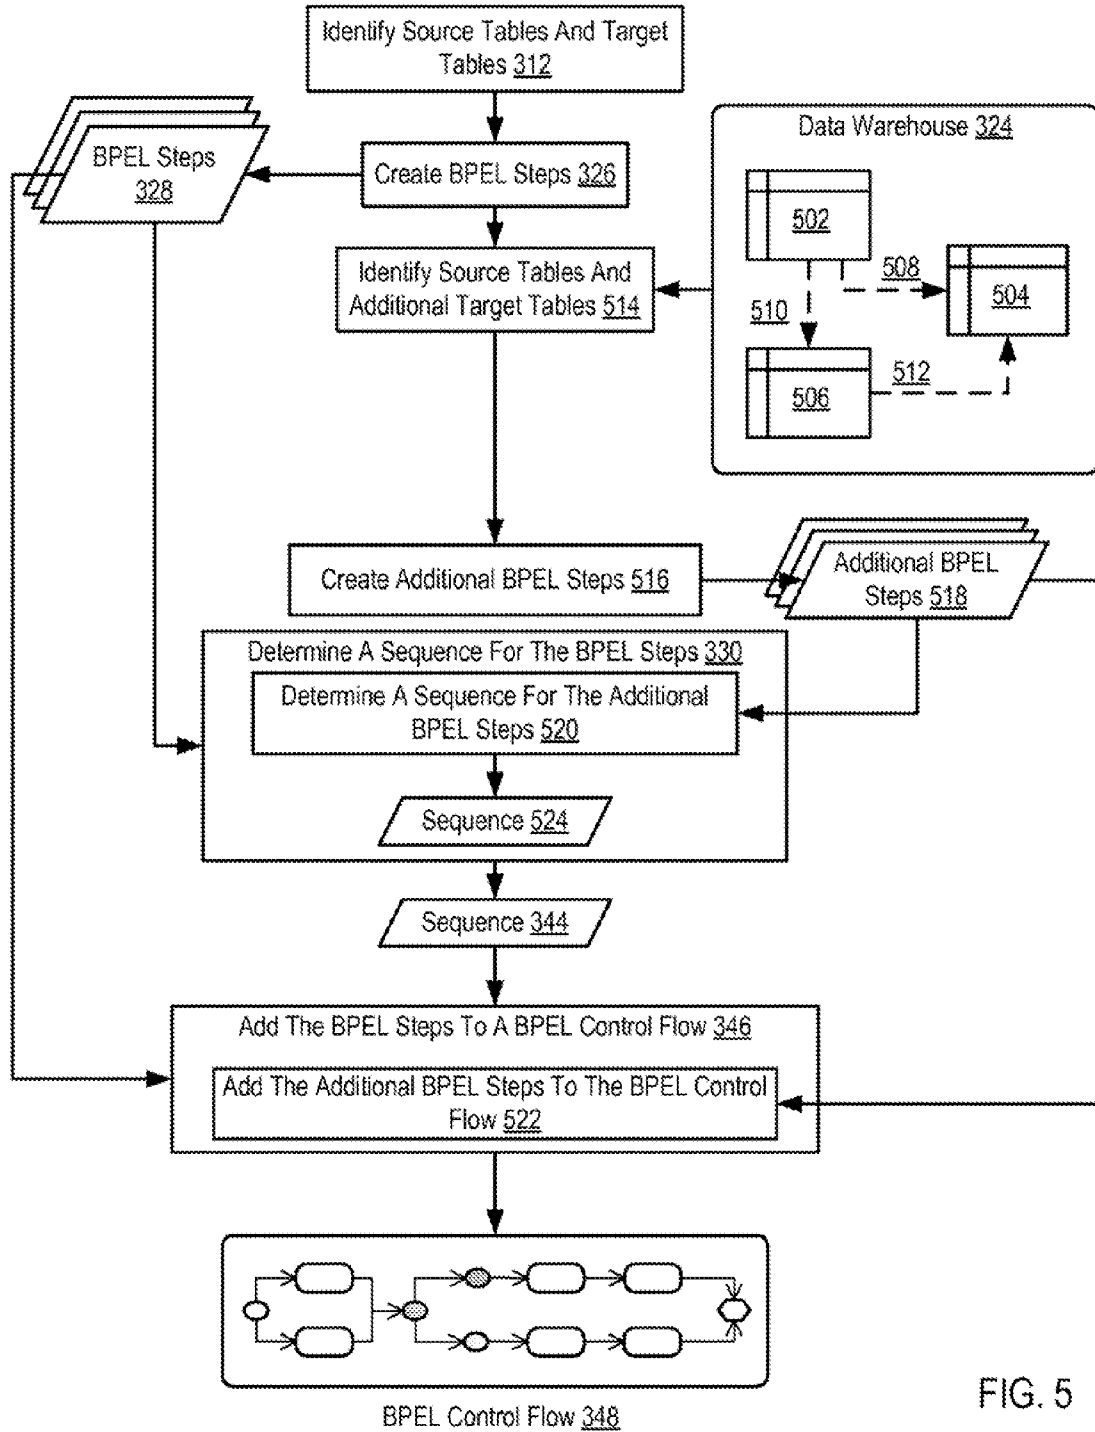 Identify Source Tables And Target
Tables 312
BPEL Steps
328
Create BPEL Steps 326
Data Warehouse 324
502
508
504
510
506
512
Identify Source Tables And
Additional Target Tables 514
Create Additional BPEL Steps 516
Additional BPEL
Steps 518
Determine A Sequence For The BPEL Steps 330
Determine A Sequence For The Additional
BPEL Steps 520
Sequence 524
Sequence 344
Add The BPEL Steps To A BPEL Control Flow 346
Add The Additional BPEL Steps To The BPEL Control
Flow 522
BPEL Control Flow 348
FIG. 5